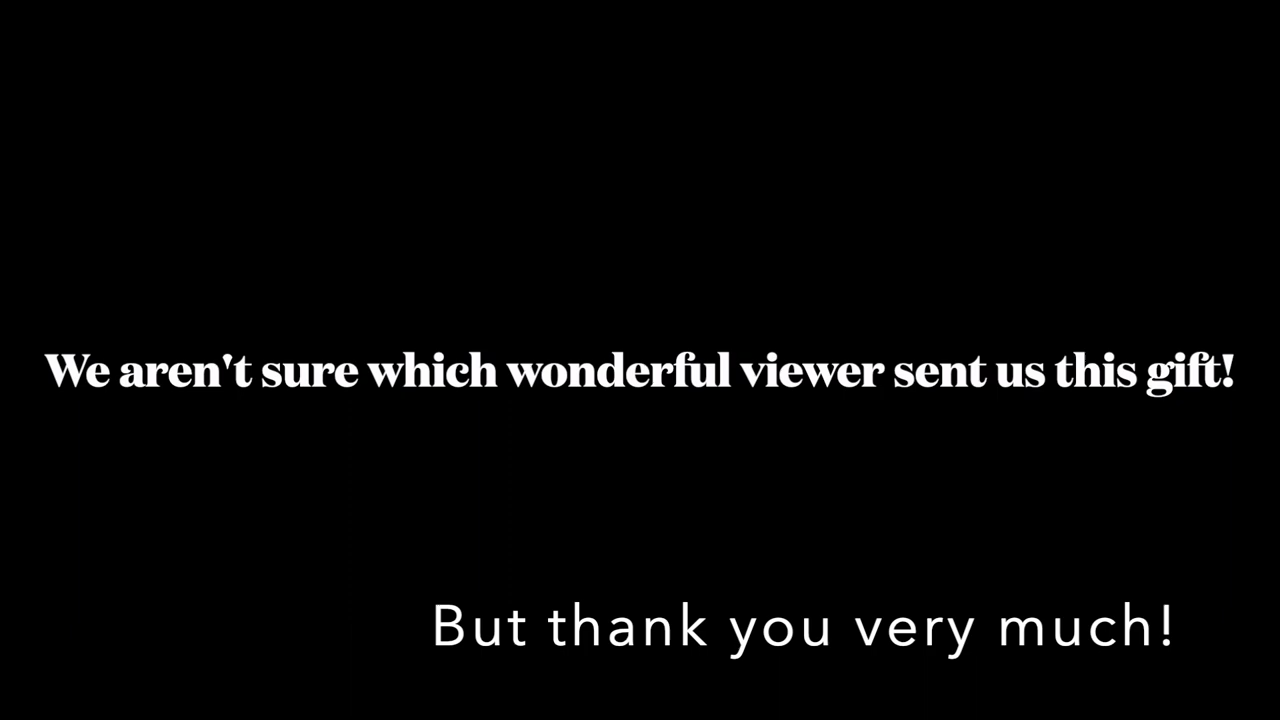 We aren't sure which wonderful viewer sent us this gift!
But thank you very much!